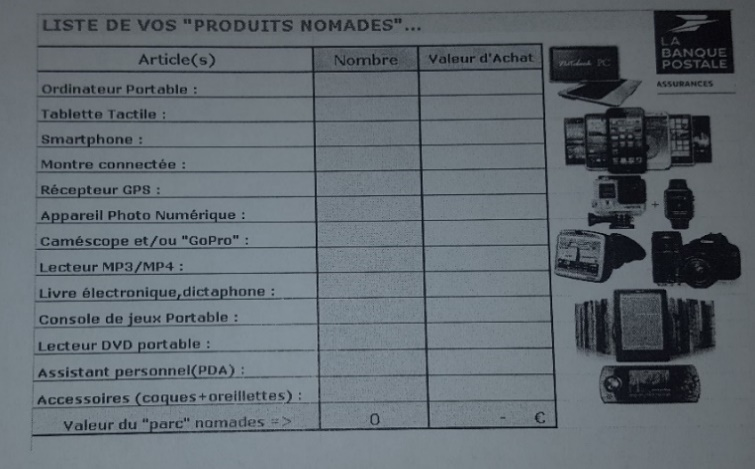 LISTE DE VOS "PRODUITS NOMADES"...
LA
BANQUE
POSTALE
ASSURANCES
Article(s) Nombre Valeur d'Achat
Ordinateur Portable :
Tablette Tactile :
Smartphone :
Montre connectée :
Récepteur GPS :
Appareil Photo Numérique :
Caméscope et/ou "GoPro" :
Lecteur MP3/MP4 :
Livre électronique,dictaphone :
Console de jeux Portable :
Lecteur DVD portable :
Assistant personnel(PDA) :
Accessoires (coques+oreillettes) :
Valeur du "parc" nomades => 0 - €
Notebook PC
+